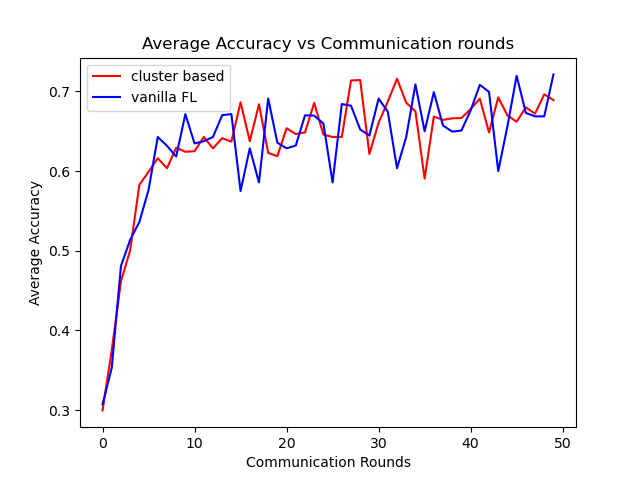 Average Accuracy vs Communication rounds
cluster based
vanilla FL
0.7
0.6
0.5
0.4
0.3
Average Accuracy
0 10 20 30 40 50
Communication Rounds